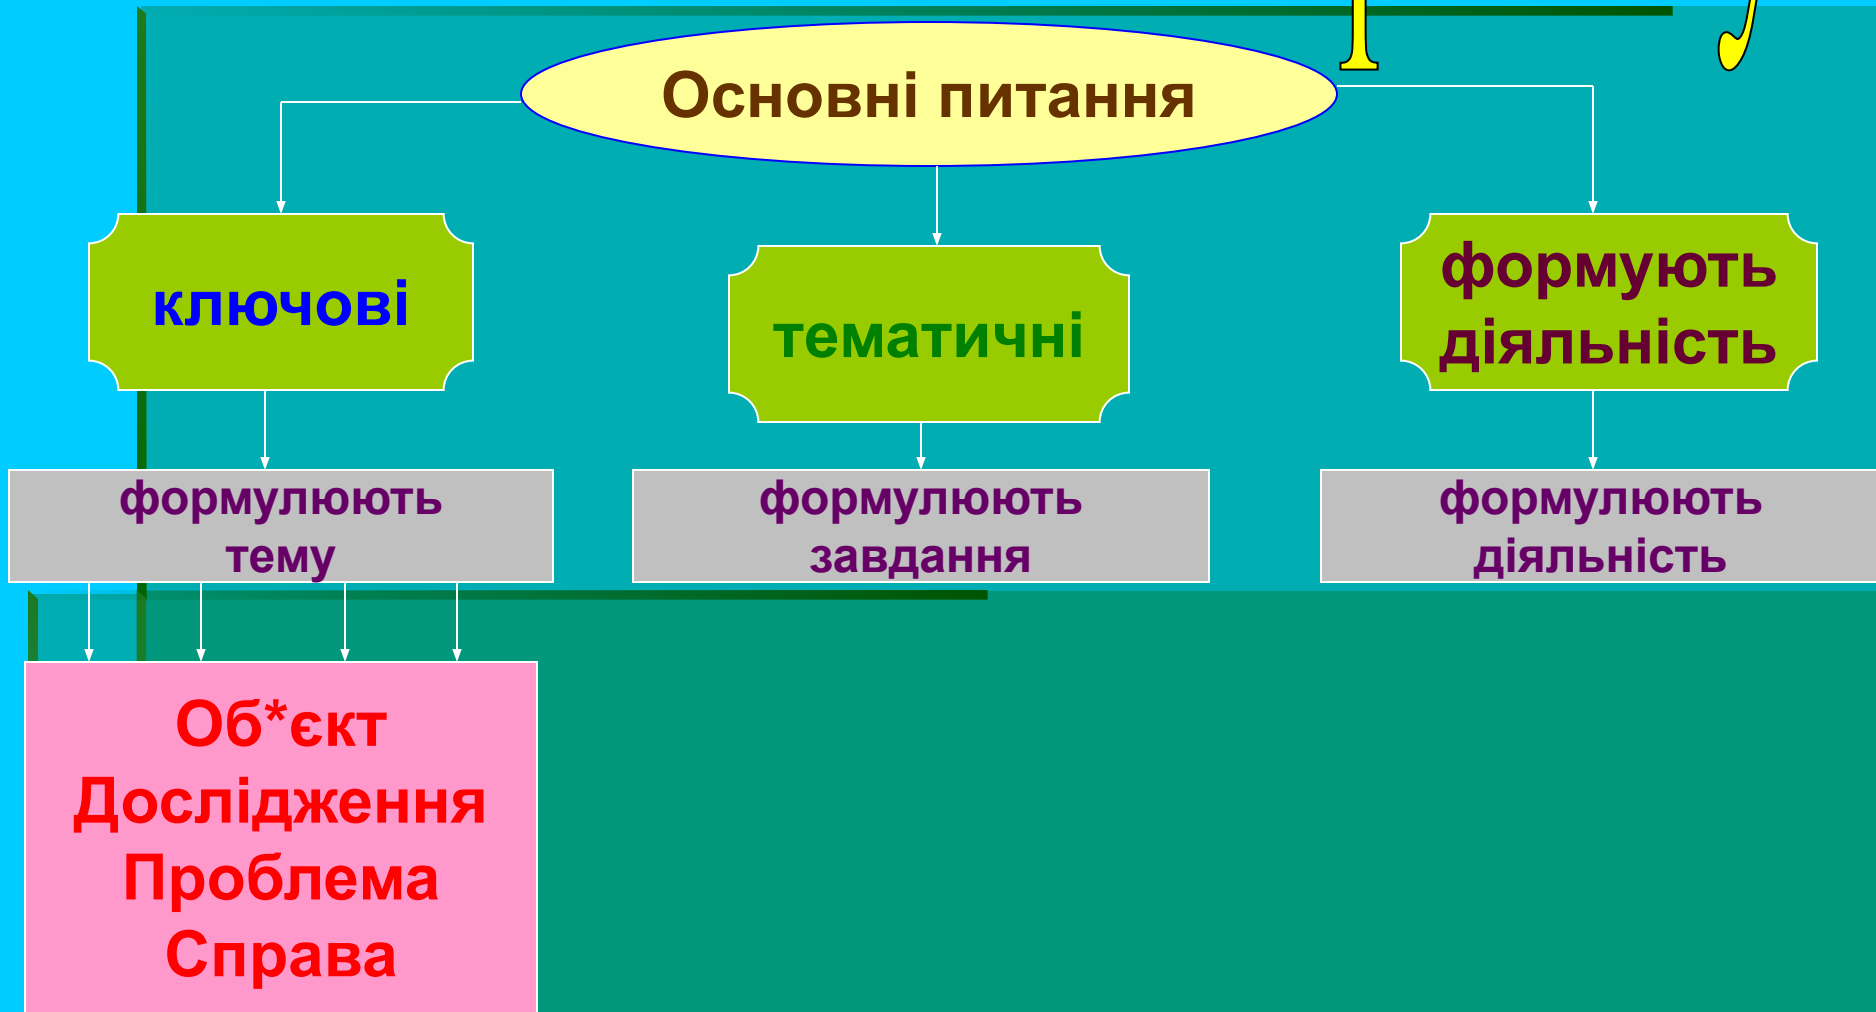 Основні питання
ключові
тематичні
формують
діяльність
формулюють
тему
формулюють
завдання
формулюють
діяльність
Об*єкт
Дослідження
Проблема
Справа